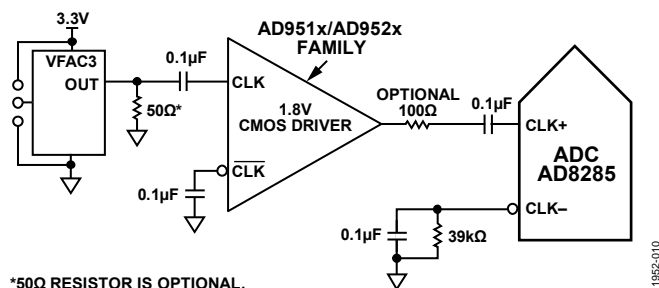 3.3V
VFAC3
OUT
50Ω*
0.1µF
AD951x/AD952x
FAMILY
CLK
1.8V
CMOS DRIVER
CLK
0.1µF
OPTIONAL
100Ω
0.1µF
CLK+
ADC
AD8285
CLK–
0.1µF
39kΩ
*50Ω RESISTOR IS OPTIONAL.
1952-010